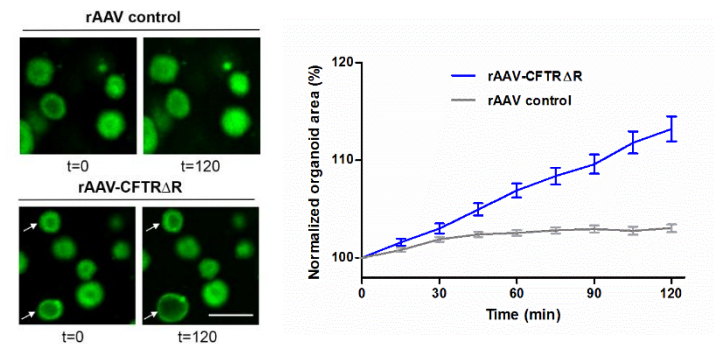 rAAV control
t=0 t=120
rAAV-CFTRΔR
t=0 t=120
Normalized organoid area (%)
120
110
100
rAAV-CFTRΔR
rAAV control
0 30 60 90 120
Time (min)